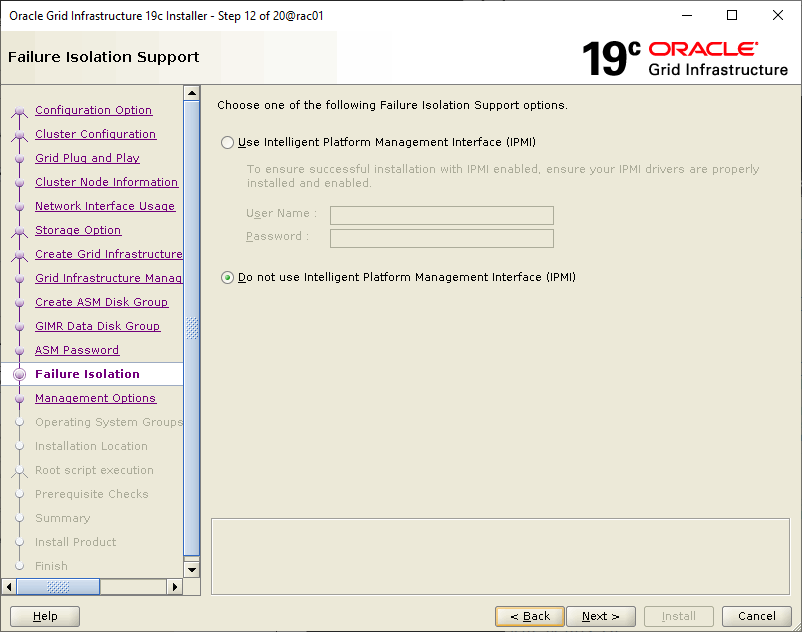 Oracle Grid Infrastructure 19c Installer - Step 12 of 20@rac01
Failure Isolation Support
19c ORACLE
Grid Infrastructure
Configuration Option
Cluster Configuration
Grid Plug and Play
Cluster Node Information
Network Interface Usage
Storage Option
Create Grid Infrastructure
Grid Infrastructure Manag
Create ASM Disk Group
GIMR Data Disk Group
ASM Password
Failure Isolation
Management Options
Operating System Groups
Installation Location
Root script execution
Prerequisite Checks
Summary
Install Product
Finish
Choose one of the following Failure Isolation Support options.
Use Intelligent Platform Management Interface (IPMI)
To ensure successful installation with IPMI enabled, ensure your IPMI drivers are properly
installed and enabled.
User Name :
Password :
Do not use Intelligent Platform Management Interface (IPMI)
Help
< Back
Next >
Install
Cancel